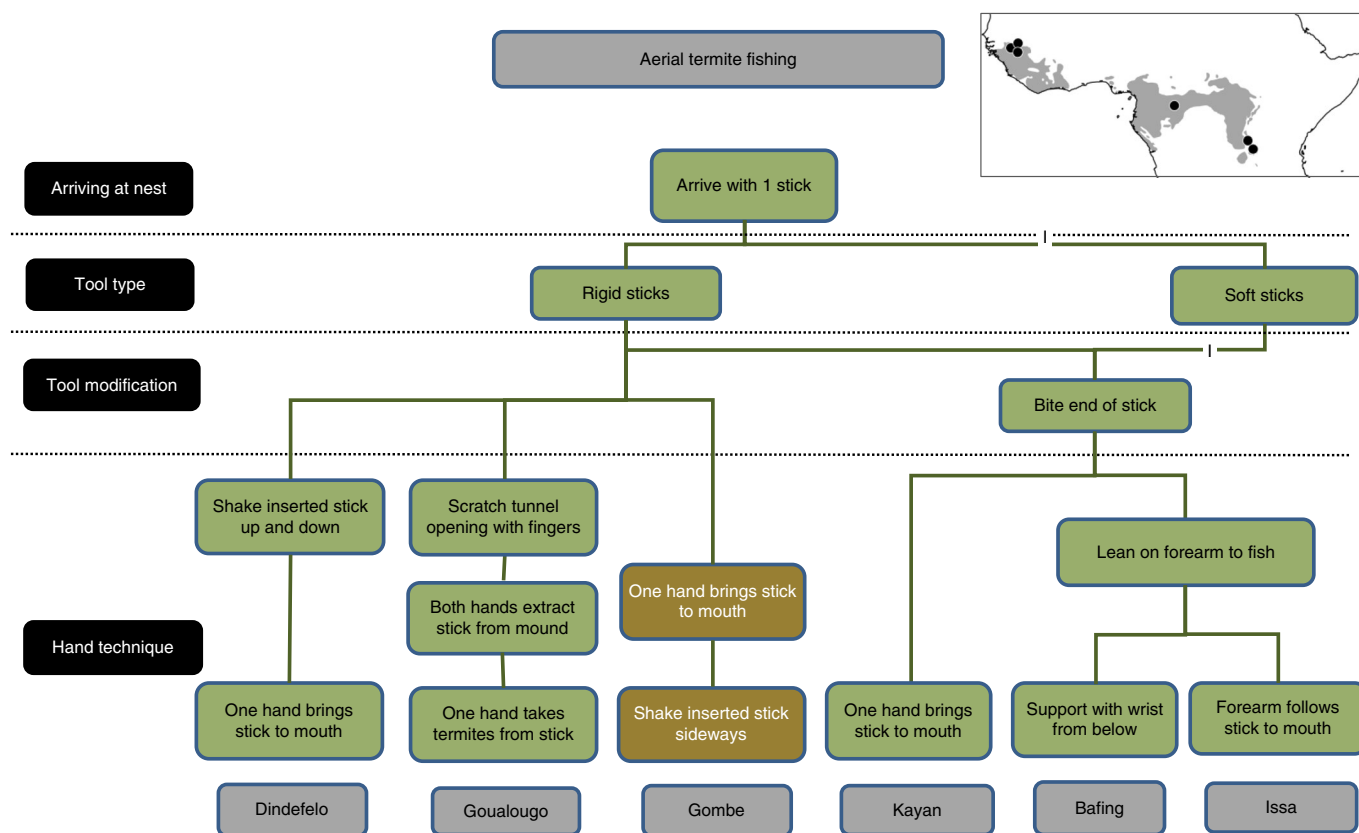 Aerial termite fishing
Arriving at nest
Arrive with 1 stick
I
Tool type
Rigid sticks
Soft sticks
I
Tool modification
Bite end of stick
Shake inserted stick
up and down
Scratch tunnel
opening with fingers
Lean on forearm to fish
One hand brings stick
to mouth
Both hands extract
stick from mound
Hand technique
One hand brings
stick to mouth
One hand takes
termites from stick
Shake inserted stick
sideways
One hand brings
stick to mouth
Support with wrist
from below
Forearm follows
stick to mouth
Dindefelo
Goualougo
Gombe
Kayan
Bafing
Issa